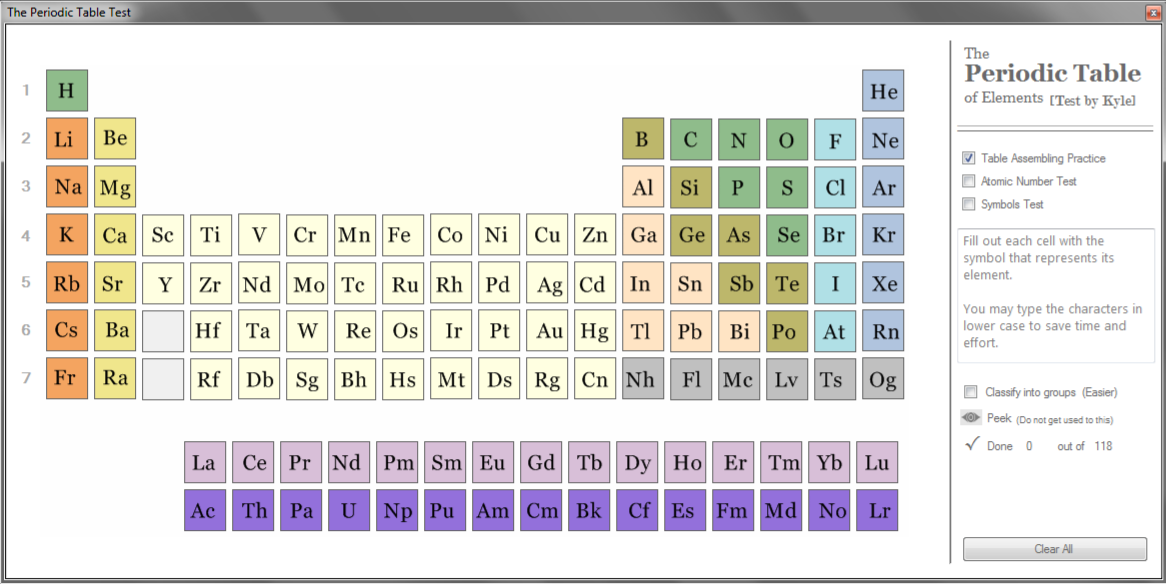 The Periodic Table Test
1 H He
2 Li Be B C N O F Ne
3 Na Mg Al Si P S Cl Ar
4 K Ca Sc Ti V Cr Mn Fe Co Ni Cu Zn Ga Ge As Se Br Kr
5 Rb Sr Y Zr Nd Mo Tc Ru Rh Pd Ag Cd In Sn Sb Te I Xe
6 Cs Ba Hf Ta W Re Os Ir Pt Au Hg Tl Pb Bi Po At Rn
7 Fr Ra Rf Db Sg Bh Hs Mt Ds Rg Cn Nh Fl Mc Lv Ts Og
La Ce Pr Nd Pm Sm Eu Gd Tb Dy Ho Er Tm Yb Lu
Ac Th Pa U Np Pu Am Cm Bk Cf Es Fm Md No Lr
The
Periodic Table
of Elements [Test by Kyle]
Table Assembling Practice
Atomic Number Test
Symbols Test
Fill out each cell with the
symbol that represents its
element.
You may type the characters in
lower case to save time and
effort.
Classify into groups (Easier)
Peek (Do not get used to this)
Done 0 out of 118
Clear All